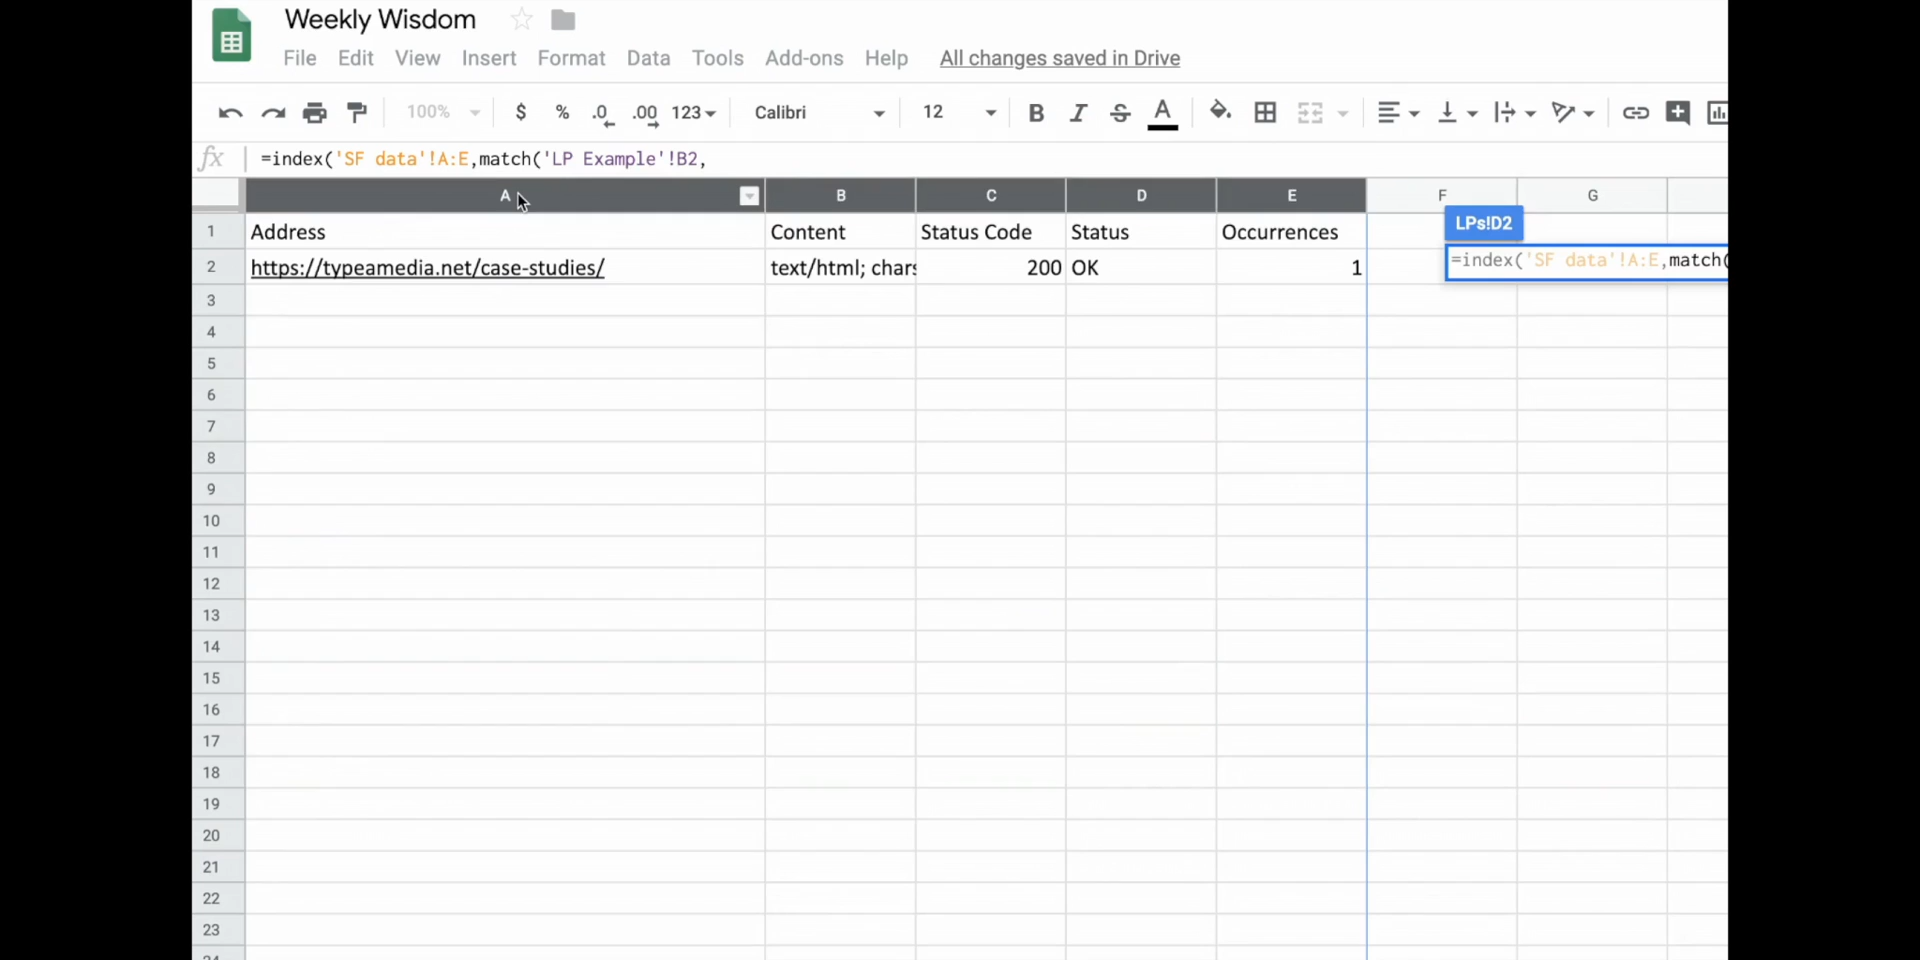 Weekly Wisdom
File Edit View Insert Format Data Tools Add-ons Help All changes saved in Drive
100% $ % .0 .00 123 Calibri 12 B I S A
fx =index('SF data'!A:E,match('LP Example'!B2,
A B C D E F G
LPs!D2
1 Address Content Status Code Status Occurrences
=index('SF data'!A:E,match(
2 https://typeamedia.net/case-studies/ text/html; chars 200 OK 1
3
4
5
6
7
8
9
10
11
12
13
14
15
16
17
18
19
20
21
22
23